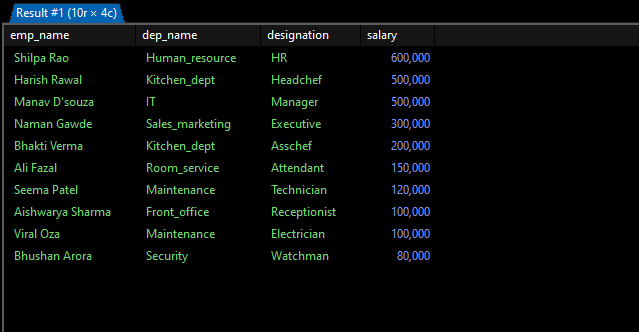 Result #1 (10r × 4c)
emp_name dep_name designation salary
Shilpa Rao Human_resource HR 600,000
Harish Rawal Kitchen_dept Headchef 500,000
Manav D'souza IT Manager 500,000
Naman Gawde Sales_marketing Executive 300,000
Bhakti Verma Kitchen_dept Asschef 200,000
Ali Fazal Room_service Attendant 150,000
Seema Patel Maintenance Technician 120,000
Aishwarya Sharma Front_office Receptionist 100,000
Viral Oza Maintenance Electrician 100,000
Bhushan Arora Security Watchman 80,000